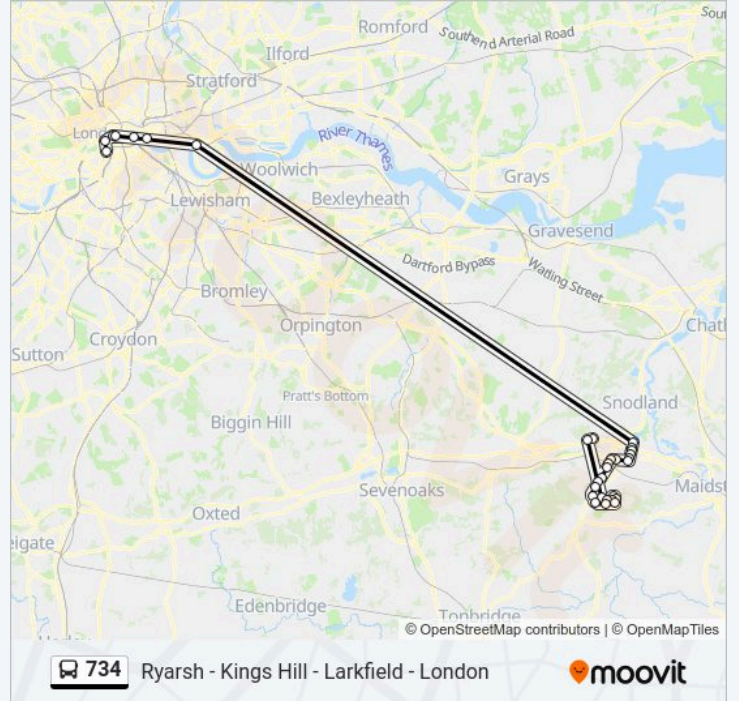 Romford
Sou
Southend Arterial Road
Ilford
Stratford
Lon
River Thames
Woolwich
Grays
Lewisham
Bexleyheath
Gravesend
Dartford Bypass
Watling Street
Bromley
Orpington
Chat
Croydon
Sutton
Pratt's Bottom
Snodland
Biggin Hill
Sevenoaks
Maidst
Oxted
eigate
Edenbridge
Tonbridge
© OpenStreetMap contributors | © OpenMapTiles
734 Ryarsh - Kings Hill - Larkfield - London
moovit